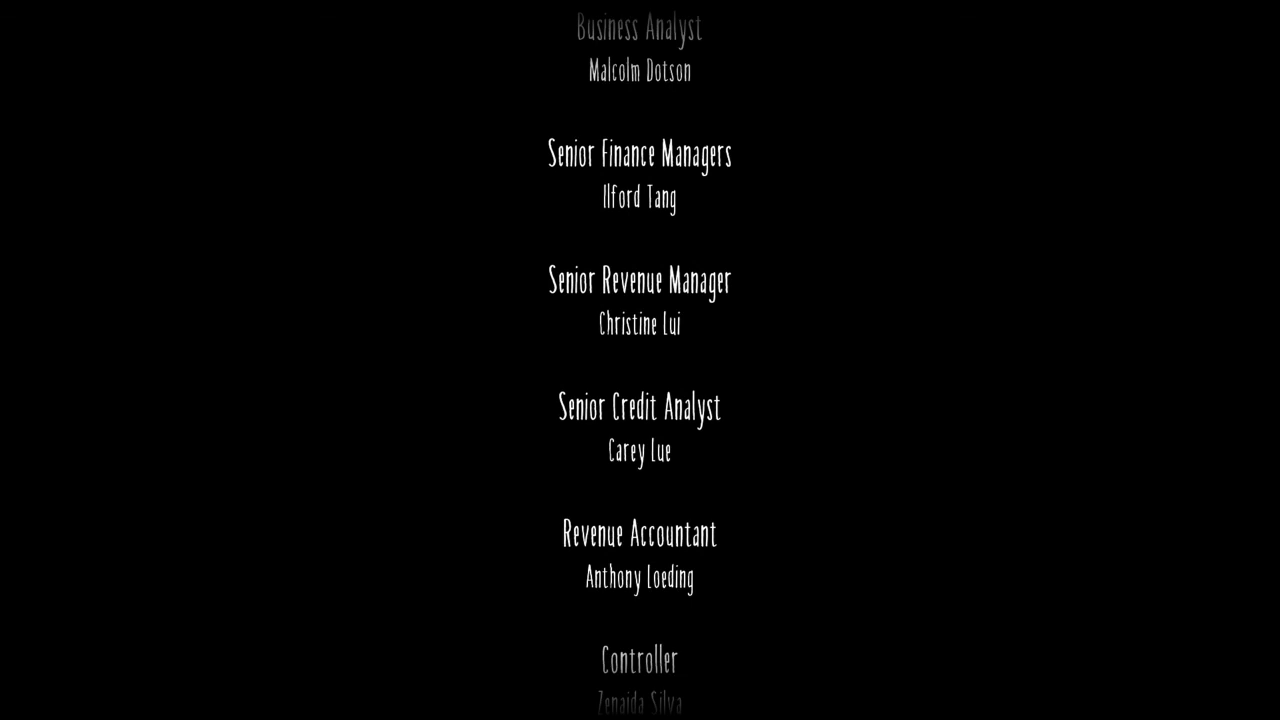 Business Analyst
Malcolm Dotson
Senior Finance Managers
Ilford Tang
Senior Revenue Manager
Christine Lui
Senior Credit Analyst
Carey Lue
Revenue Accountant
Anthony Loeding
Controller
Zenaida Silva